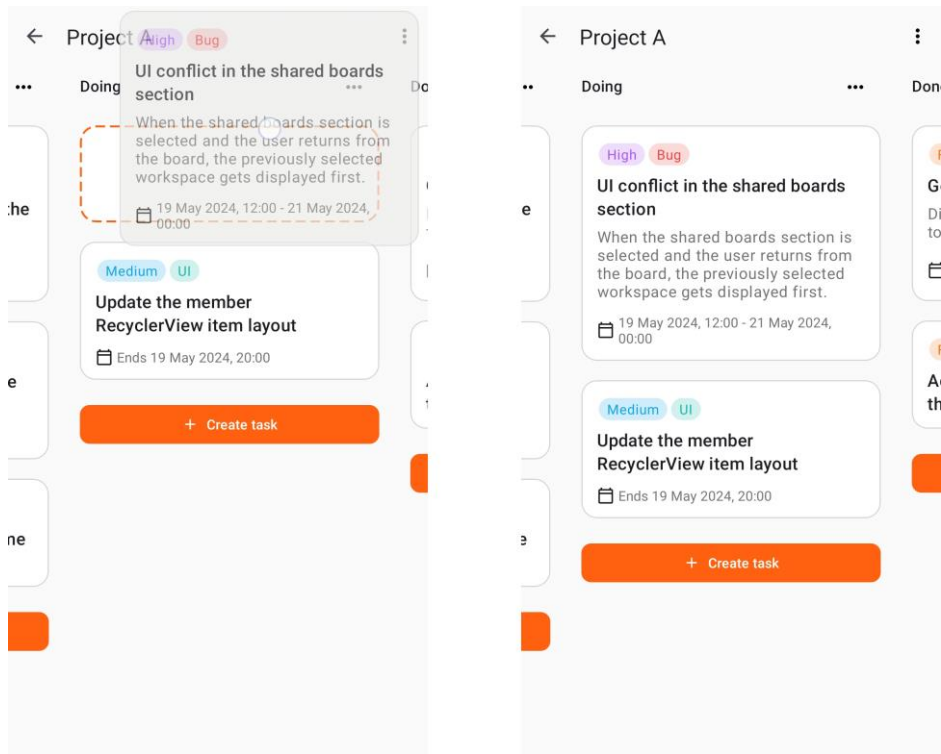 Project A
High Bug
UI conflict in the shared boards
section
Doing
When the shared boards section is
selected and the user returns from
the board, the previously selected
workspace gets displayed first.
19 May 2024, 12:00 - 21 May 2024,
00:00
the
e
me
Medium UI
Update the member
RecyclerView item layout
Ends 19 May 2024, 20:00
+ Create task
Project A
Doing
High Bug
UI conflict in the shared boards
section
When the shared boards section is
selected and the user returns from
the board, the previously selected
workspace gets displayed first.
19 May 2024, 12:00 - 21 May 2024,
00:00
Medium UI
Update the member
RecyclerView item layout
Ends 19 May 2024, 20:00
+ Create task
e
e
Done
Di
to
th